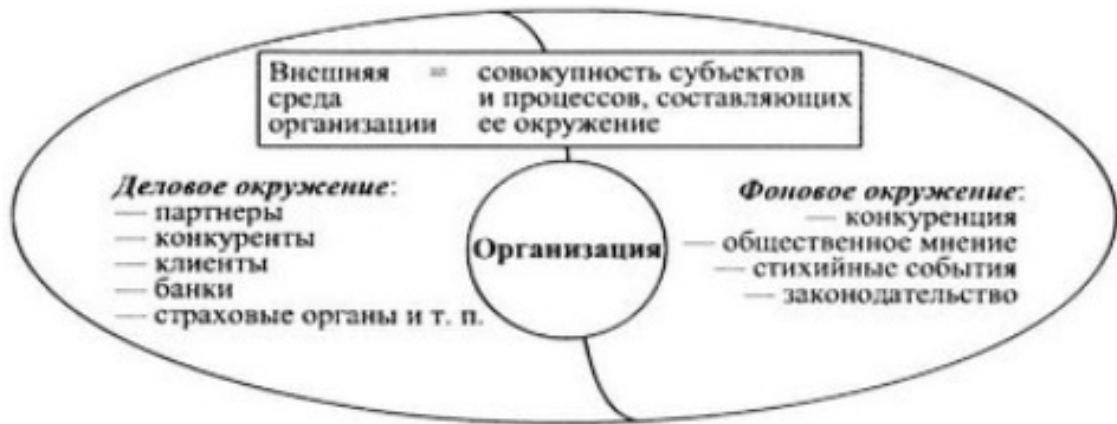 Внешняя = совокупность субъектов
среда и процессов, составляющих
организации ее окружение
Деловое окружение:
— партнеры
— конкуренты
— клиенты
— банки
— страховые органы и т. п.
Организация
Фоновое окружение:
— конкуренция
— общественное мнение
— стихийные события
— законодательство